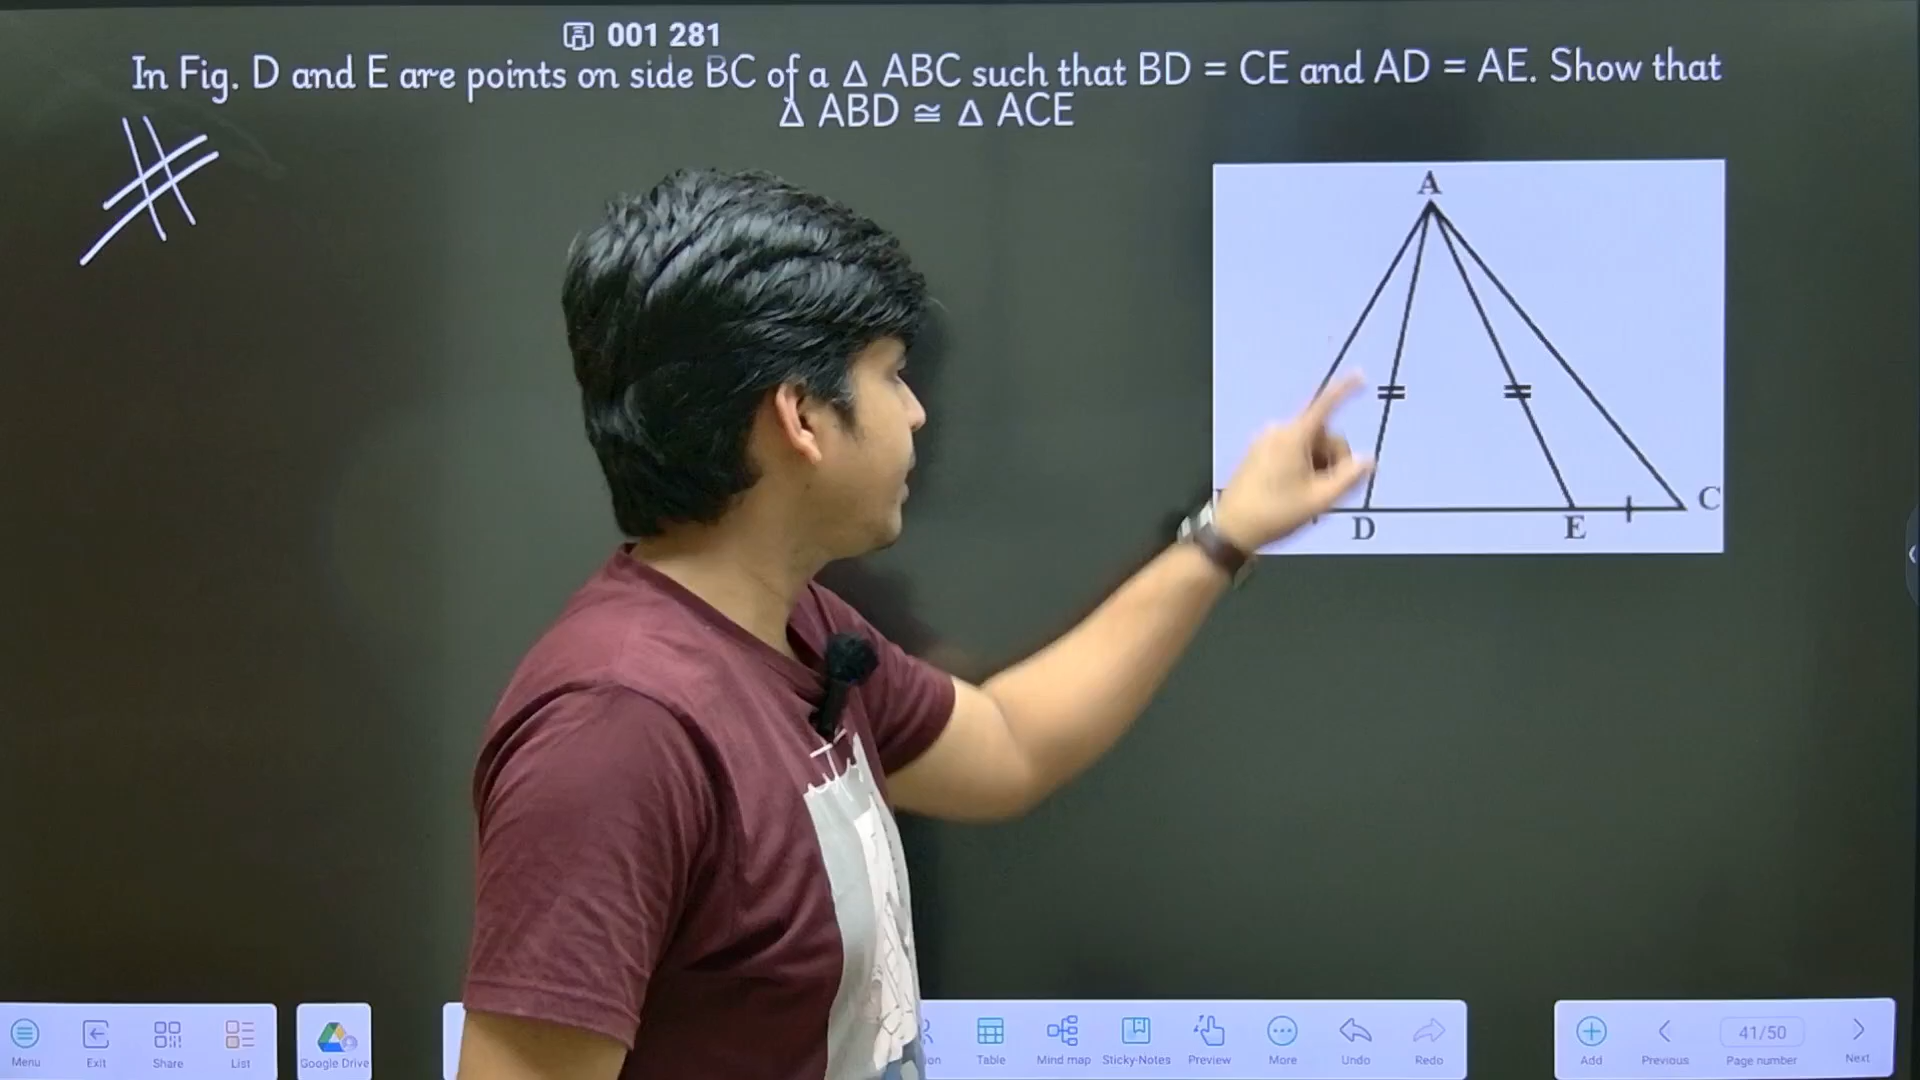 001 281
In Fig. D and E are points on side BC of a Δ ABC such that BD = CE and AD = AE. Show that
Δ ABD ≅ Δ ACE
A
D
E
C
Menu
Exit
Share
List
Google Drive
Table
Mind map
Sticky-Notes
Preview
More
Undo
Redo
Add
Previous
41/50
Page number
Next